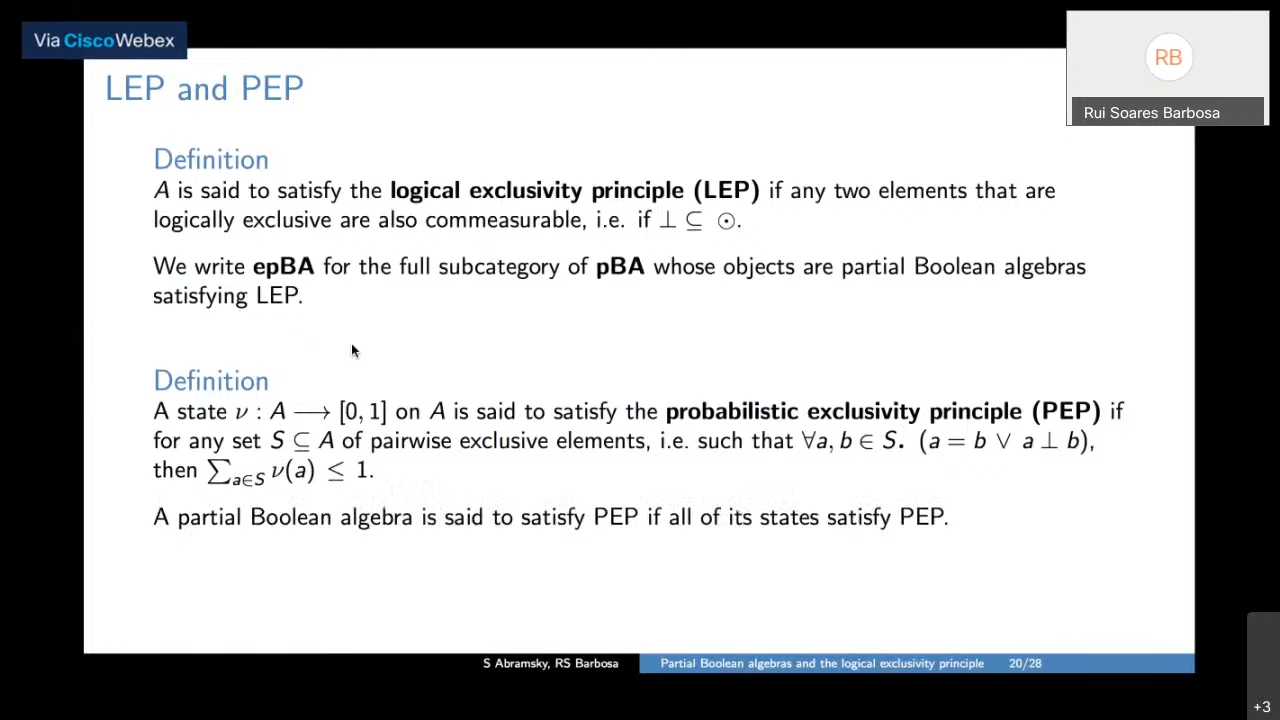 Via CiscoWebex
RB
Rui Soares Barbosa
LEP and PEP
Definition
A is said to satisfy the logical exclusivity principle (LEP) if any two elements that are
logically exclusive are also commeasurable, i.e. if ⊥ ⊆ ⊙.
We write epBA for the full subcategory of pBA whose objects are partial Boolean algebras
satisfying LEP.
Definition
A state ν : A ⟶ [0, 1] on A is said to satisfy the probabilistic exclusivity principle (PEP) if
for any set S ⊆ A of pairwise exclusive elements, i.e. such that ∀a, b ∈ S. (a = b ∨ a ⊥ b),
then ∑a∈S ν(a) ≤ 1.
A partial Boolean algebra is said to satisfy PEP if all of its states satisfy PEP.
S Abramsky, RS Barbosa
Partial Boolean algebras and the logical exclusivity principle
20/28
+3